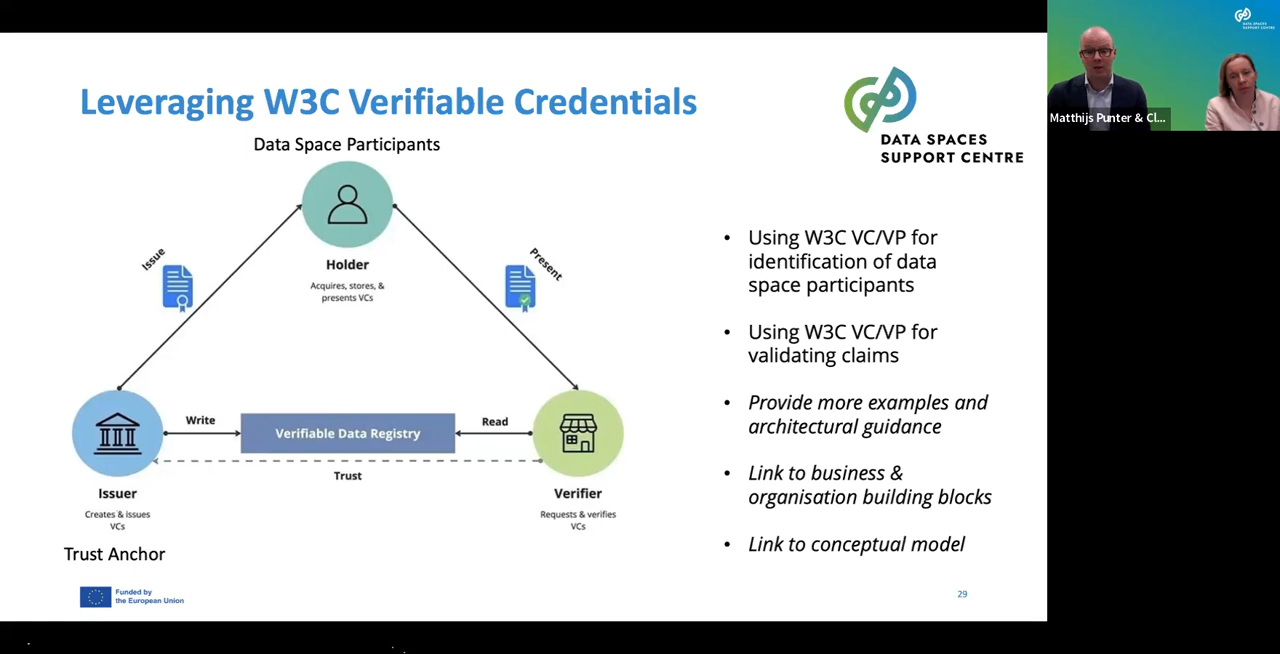 Leveraging W3C Verifiable Credentials
DATA SPACES
SUPPORT CENTRE
Data Space Participants
Issue
Present
Holder
Acquires, stores, &
presents VCs
Write
Verifiable Data Registry
Read
Trust
Issuer
Creates & issues
VCs
Trust Anchor
Verifier
Requests & verifies
VCs
• Using W3C VC/VP for
identification of data
space participants
• Using W3C VC/VP for
validating claims
• Provide more examples and
architectural guidance
• Link to business &
organisation building blocks
• Link to conceptual model
Funded by
the European Union
29
DATA SPACES
SUPPORT CENTRE
Matthijs Punter & Cl...